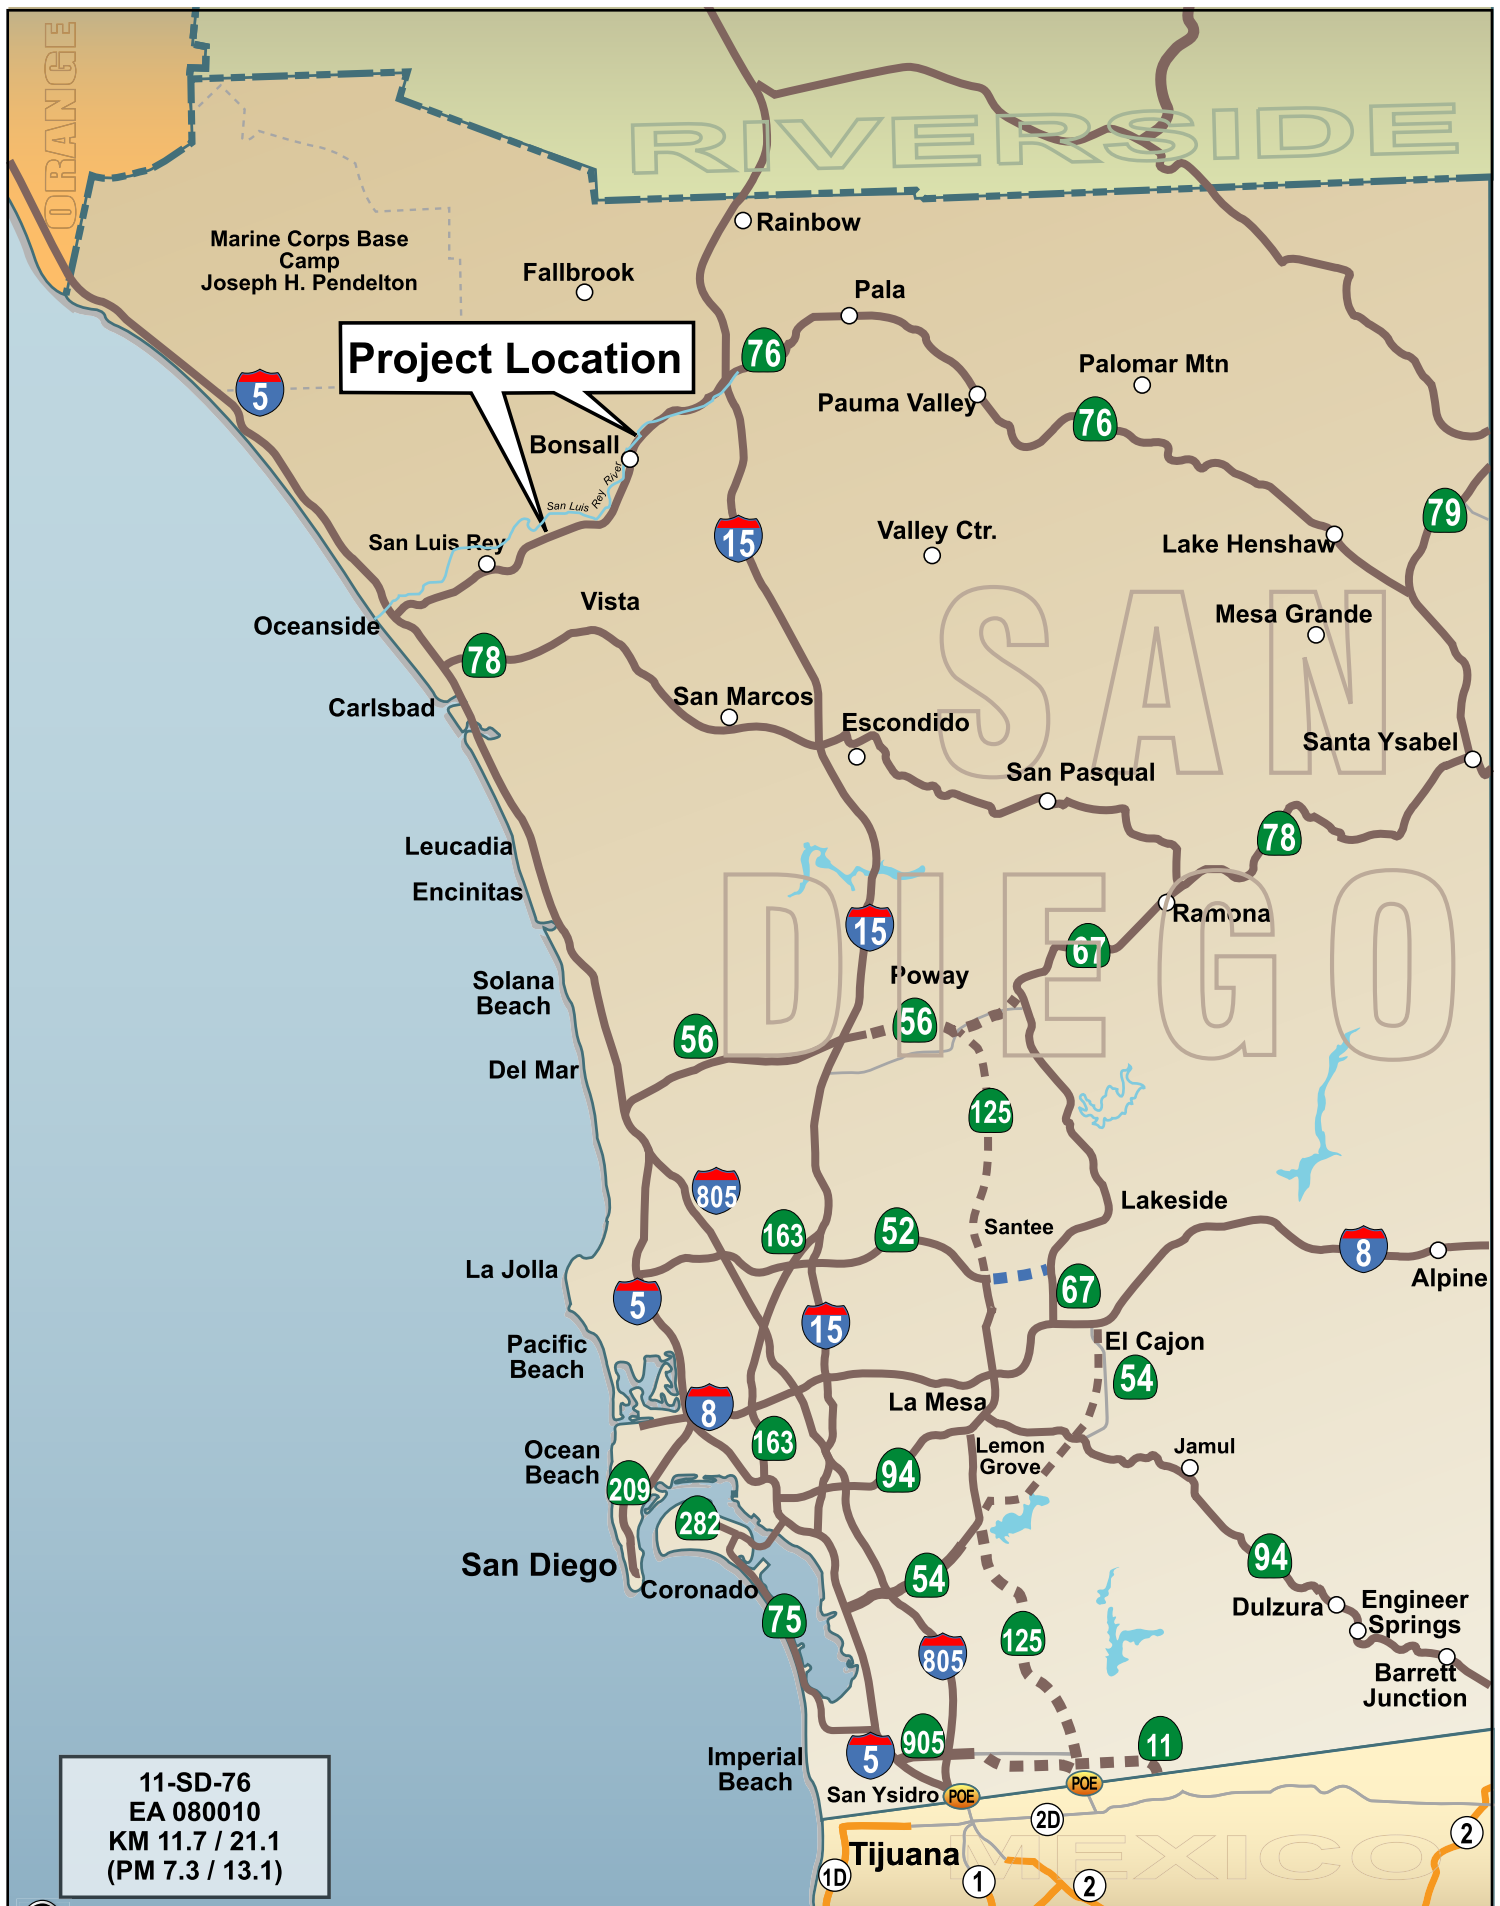 ORANGE
RIVERSIDE
Rainbow
Marine Corps Base
Camp
Joseph H. Pendelton
Fallbrook
Pala
Project Location
76
Palomar Mtn
5
Pauma Valley
76
Bonsall
San Luis Rey River
79
15
Valley Ctr.
San Luis Rey
Lake Henshaw
Vista
Mesa Grande
Oceanside
SAN
78
San Marcos
Carlsbad
Escondido
Santa Ysabel
San Pasqual
78
Leucadia
Encinitas
DIEGO
Ramona
15
67
Poway
Solana
Beach
56
56
Del Mar
125
805
Lakeside
163
52
Santee
8
La Jolla
Alpine
67
5
15
Pacific
Beach
El Cajon
54
8
La Mesa
163
Lemon
Grove
Jamul
Ocean
Beach
94
209
282
San Diego
94
54
Coronado
75
Dulzura
Engineer
Springs
125
805
Barrett
Junction
905
11
5
Imperial
Beach
San Ysidro
POE
POE
11-SD-76
EA 080010
KM 11.7 / 21.1
(PM 7.3 / 13.1)
2D
2
Tijuana
MEXICO
1D
1
2